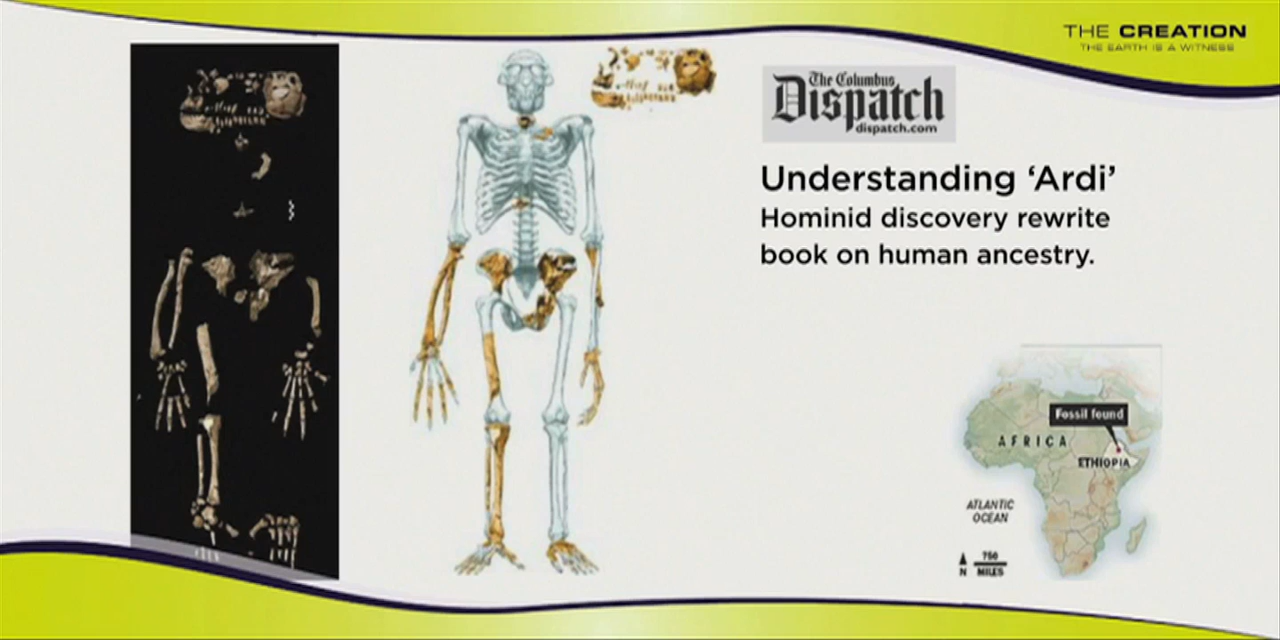 THE CREATION
THE EARTH IS A WITNESS
The Columbus
Dispatch
dispatch.com
Understanding ‘Ardi’
Hominid discovery rewrite
book on human ancestry.
Fossil found
AFRICA
ETHIOPIA
ATLANTIC
OCEAN
750
N MILES